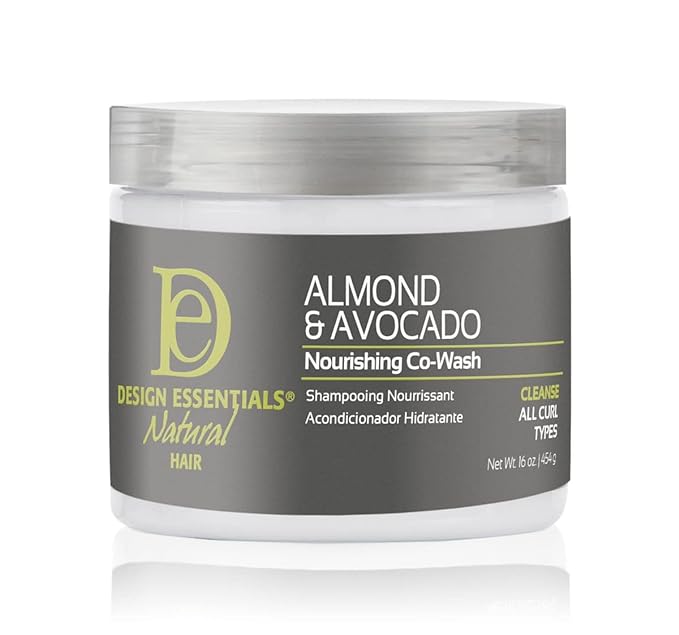 De
DESIGN ESSENTIALS®
Natural
HAIR
ALMOND
& AVOCADO
Nourishing Co-Wash
Shampooing Nourrissant
Acondicionador Hidratante
CLEANSE
ALL CURL
TYPES
Net Wt. 16 oz. | 454 g